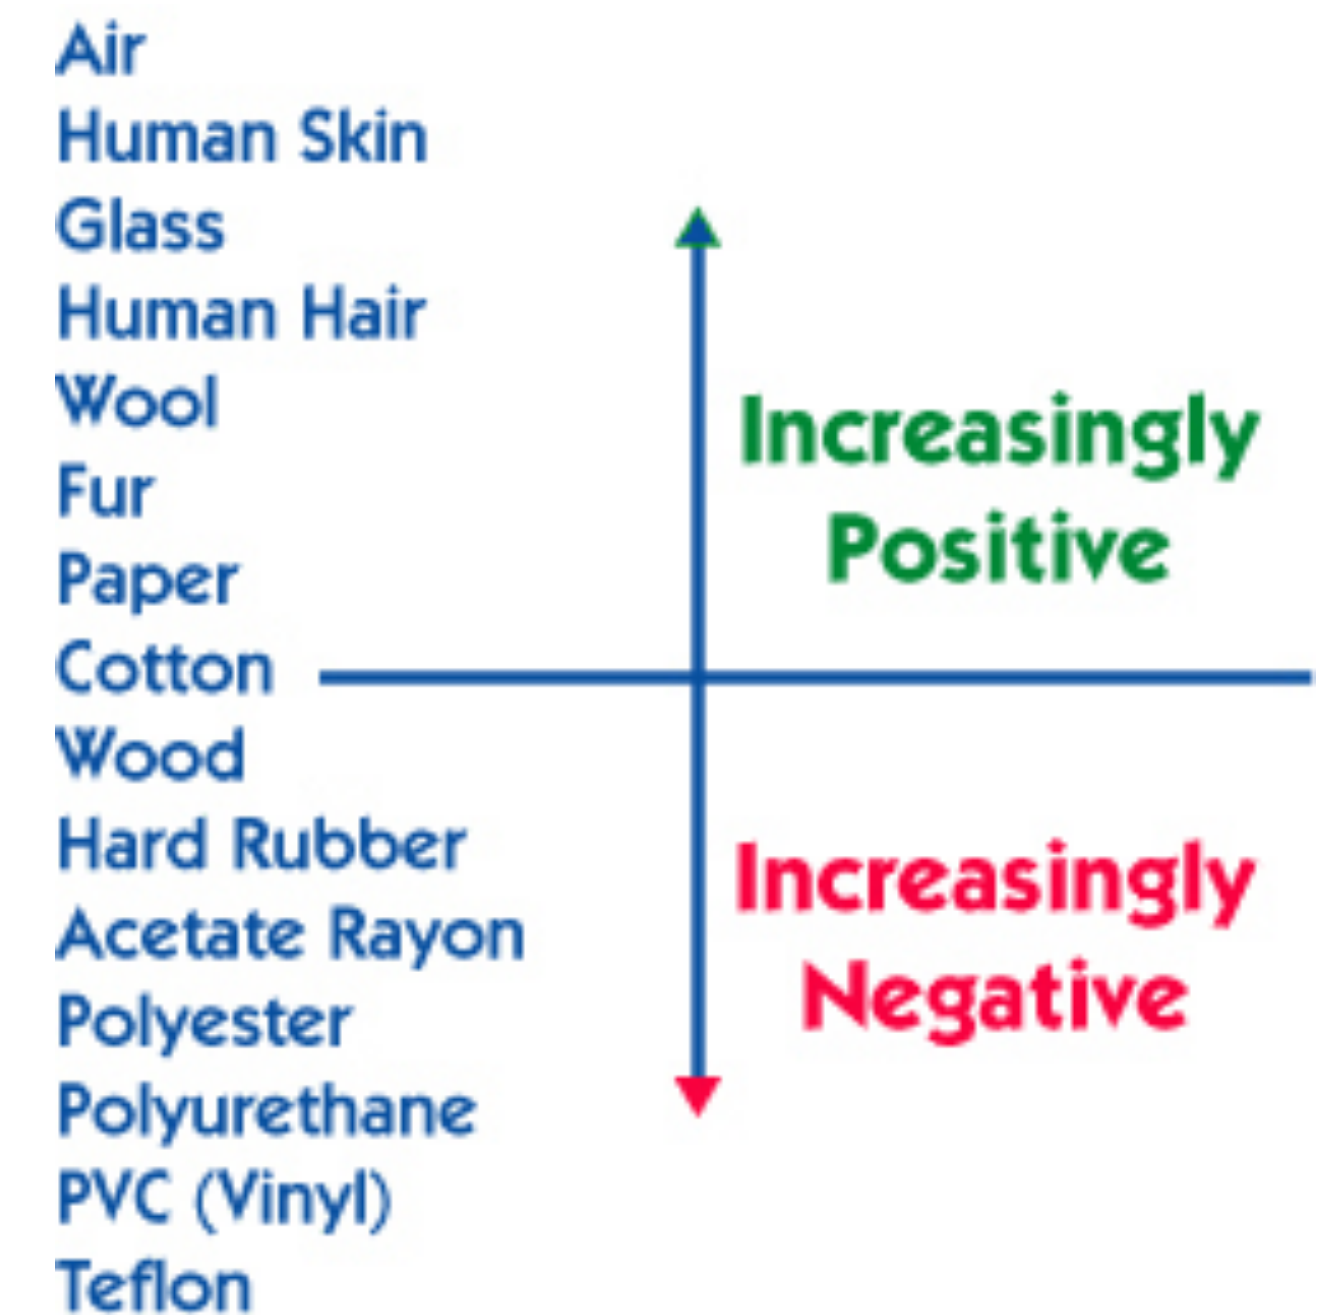 Air
Human Skin
Glass
Human Hair
Wool
Fur
Paper
Cotton
Wood
Hard Rubber
Acetate Rayon
Polyester
Polyurethane
PVC (Vinyl)
Teflon
Increasingly
Positive
Increasingly
Negative